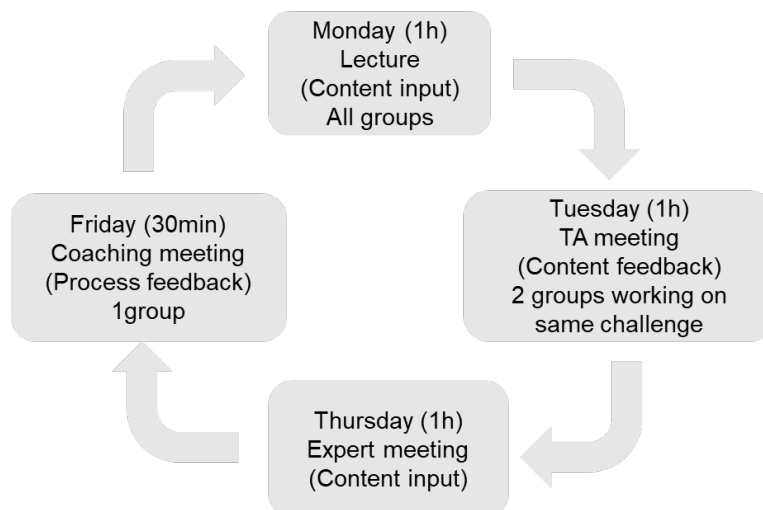 Monday (1h)
Lecture
(Content input)
All groups
Tuesday (1h)
TA meeting
(Content feedback)
2 groups working on
same challenge
Thursday (1h)
Expert meeting
(Content input)
Friday (30min)
Coaching meeting
(Process feedback)
1group